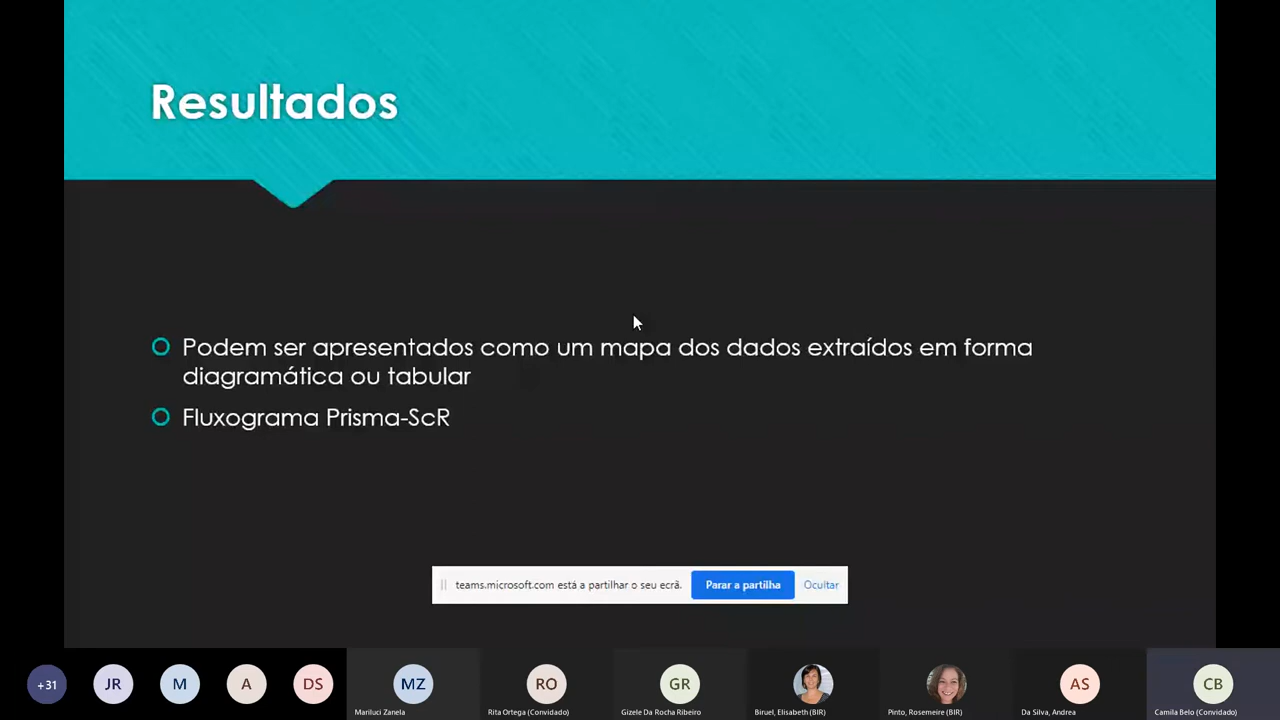 Resultados
Podem ser apresentados como um mapa dos dados extraídos em forma
diagramática ou tabular
Fluxograma Prisma-ScR
teams.microsoft.com está a partilhar o seu ecrã.
Parar a partilha
Ocultar
+31
JR
M
A
DS
MZ
RO
GR
AS
CB
Mariluci Zanela
Rita Ortega (Convidado)
Gizele Da Rocha Ribeiro
Biruel, Elisabeth (BIR)
Pinto, Rosemeire (BIR)
Da Silva, Andrea
Camila Belo (Convidado)